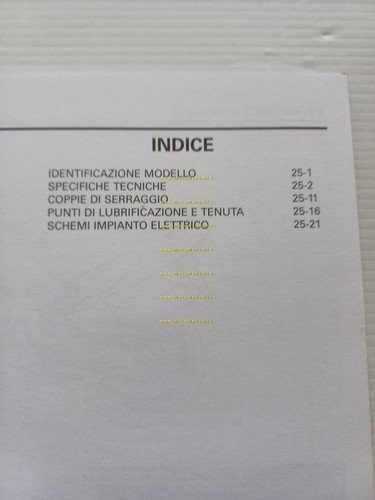 INDICE
IDENTIFICAZIONE MODELLO 25-1
SPECIFICHE TECNICHE 25-2
COPPIE DI SERRAGGIO 25-11
PUNTI DI LUBRIFICAZIONE E TENUTA 25-16
SCHEMI IMPIANTO ELETTRICO 25-21